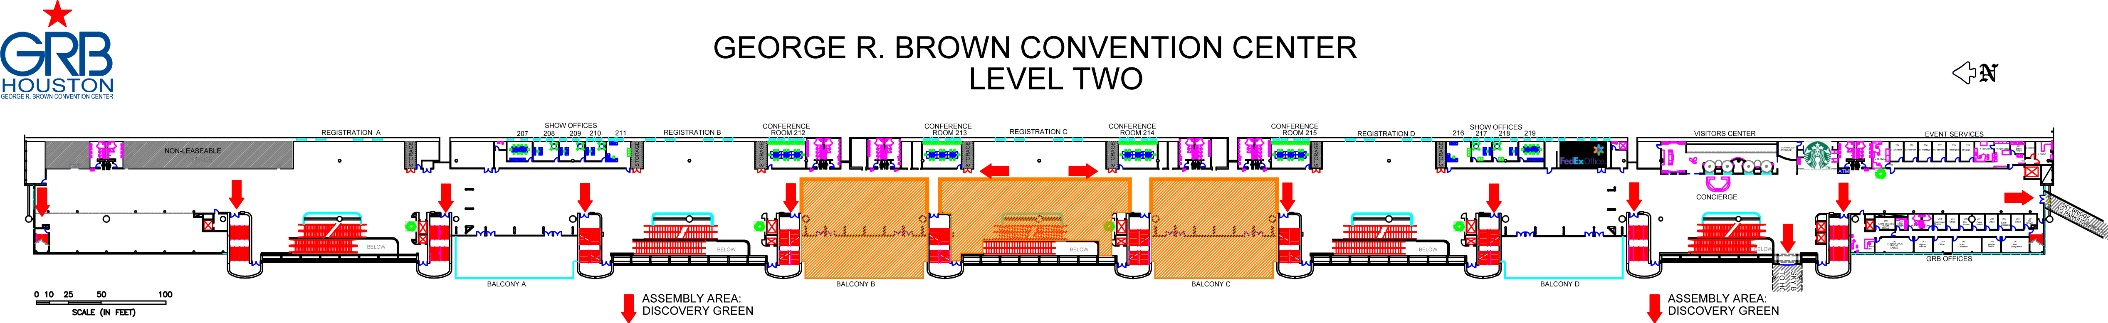 GRB
HOUSTON
GEORGE R. BROWN CONVENTION CENTER
GEORGE R. BROWN CONVENTION CENTER
LEVEL TWO
N
REGISTRATION A
NON-LEASEABLE
SHOW OFFICES
207 208 209 210 211
REGISTRATION B
CONFERENCE
ROOM 212
CONFERENCE
ROOM 213
REGISTRATION C
CONFERENCE
ROOM 214
CONFERENCE
ROOM 215
REGISTRATION D
SHOW OFFICES
216 217 218 219
FedEx Office
VISITORS CENTER
EVENT SERVICES
CONCIERGE
BELOW
BELOW
BELOW
BELOW
BELOW
GRB OFFICES
BALCONY A
BALCONY B
BALCONY C
BALCONY D
0 10 25 50 100
SCALE (IN FEET)
ASSEMBLY AREA:
DISCOVERY GREEN
ASSEMBLY AREA:
DISCOVERY GREEN